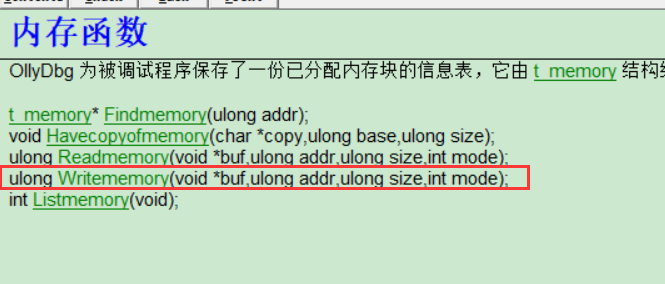 内存函数
OllyDbg 为被调试程序保存了一份已分配内存块的信息表，它由 t_memory 结构
t_memory* Findmemory(ulong addr);
void Havecopyofmemory(char *copy,ulong base,ulong size);
ulong Readmemory(void *buf,ulong addr,ulong size,int mode);
ulong Writememory(void *buf,ulong addr,ulong size,int mode);
int Listmemory(void);